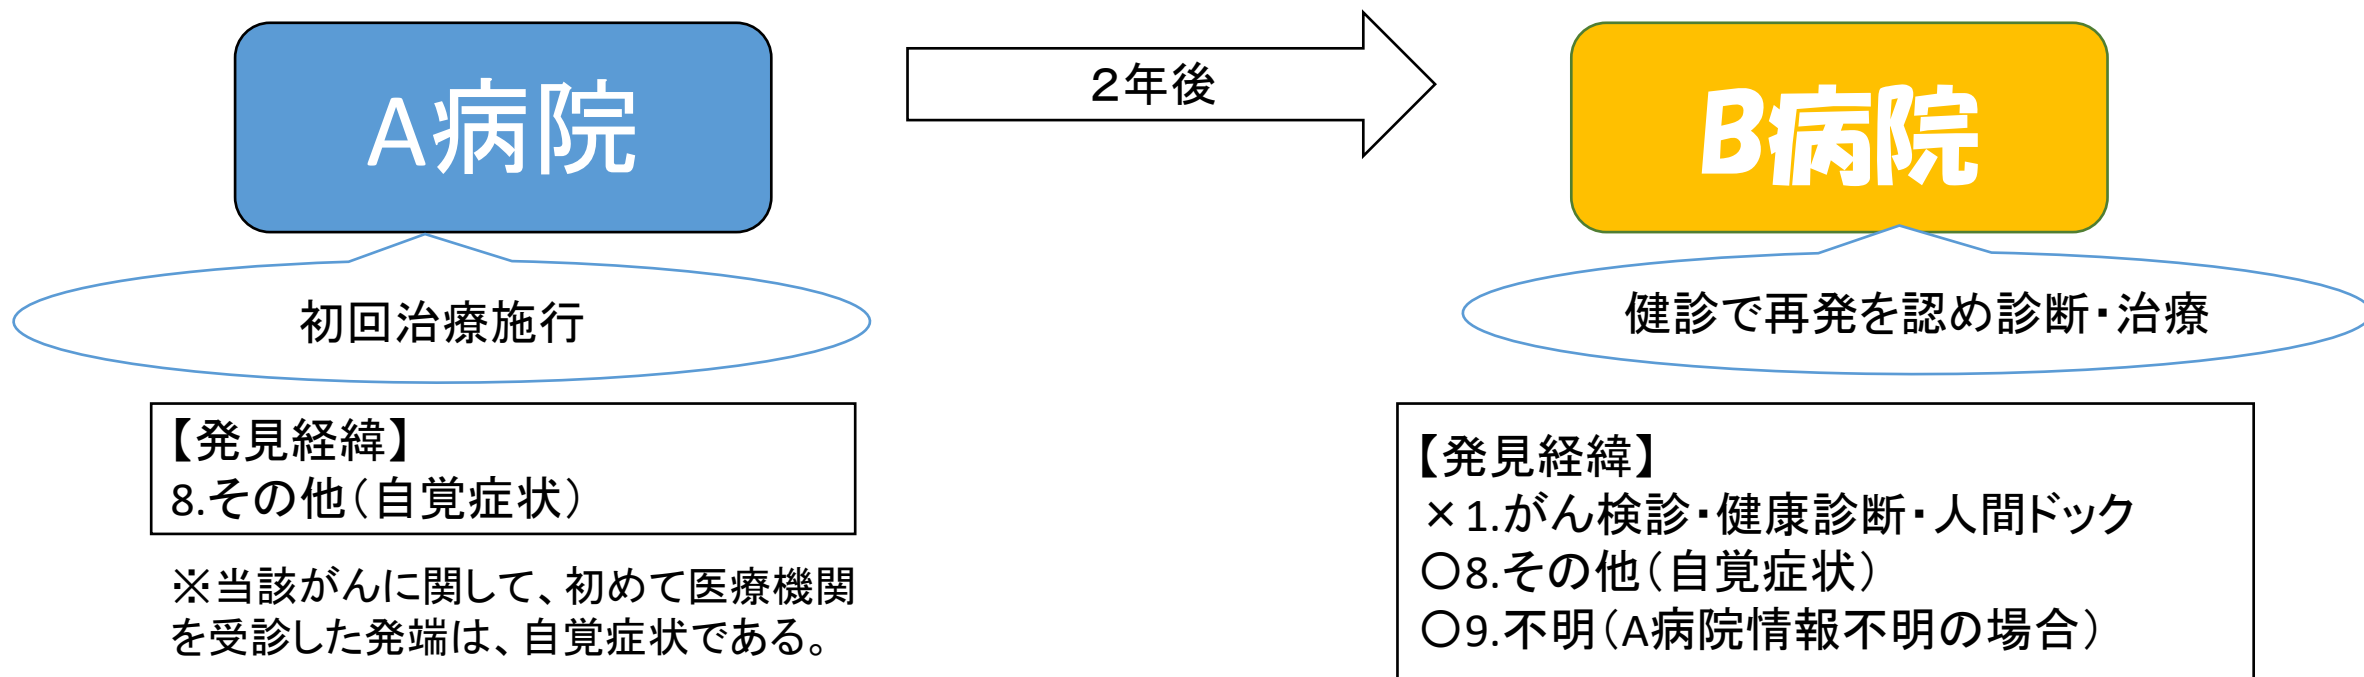 A病院
２年後
B病院
初回治療施行
健診で再発を認め診断・治療
【発見経緯】
8.その他（自覚症状）
※当該がんに関して、初めて医療機関
を受診した発端は、自覚症状である。
【発見経緯】
×1.がん検診・健康診断・人間ドック
○8.その他（自覚症状）
○9.不明（A病院情報不明の場合）